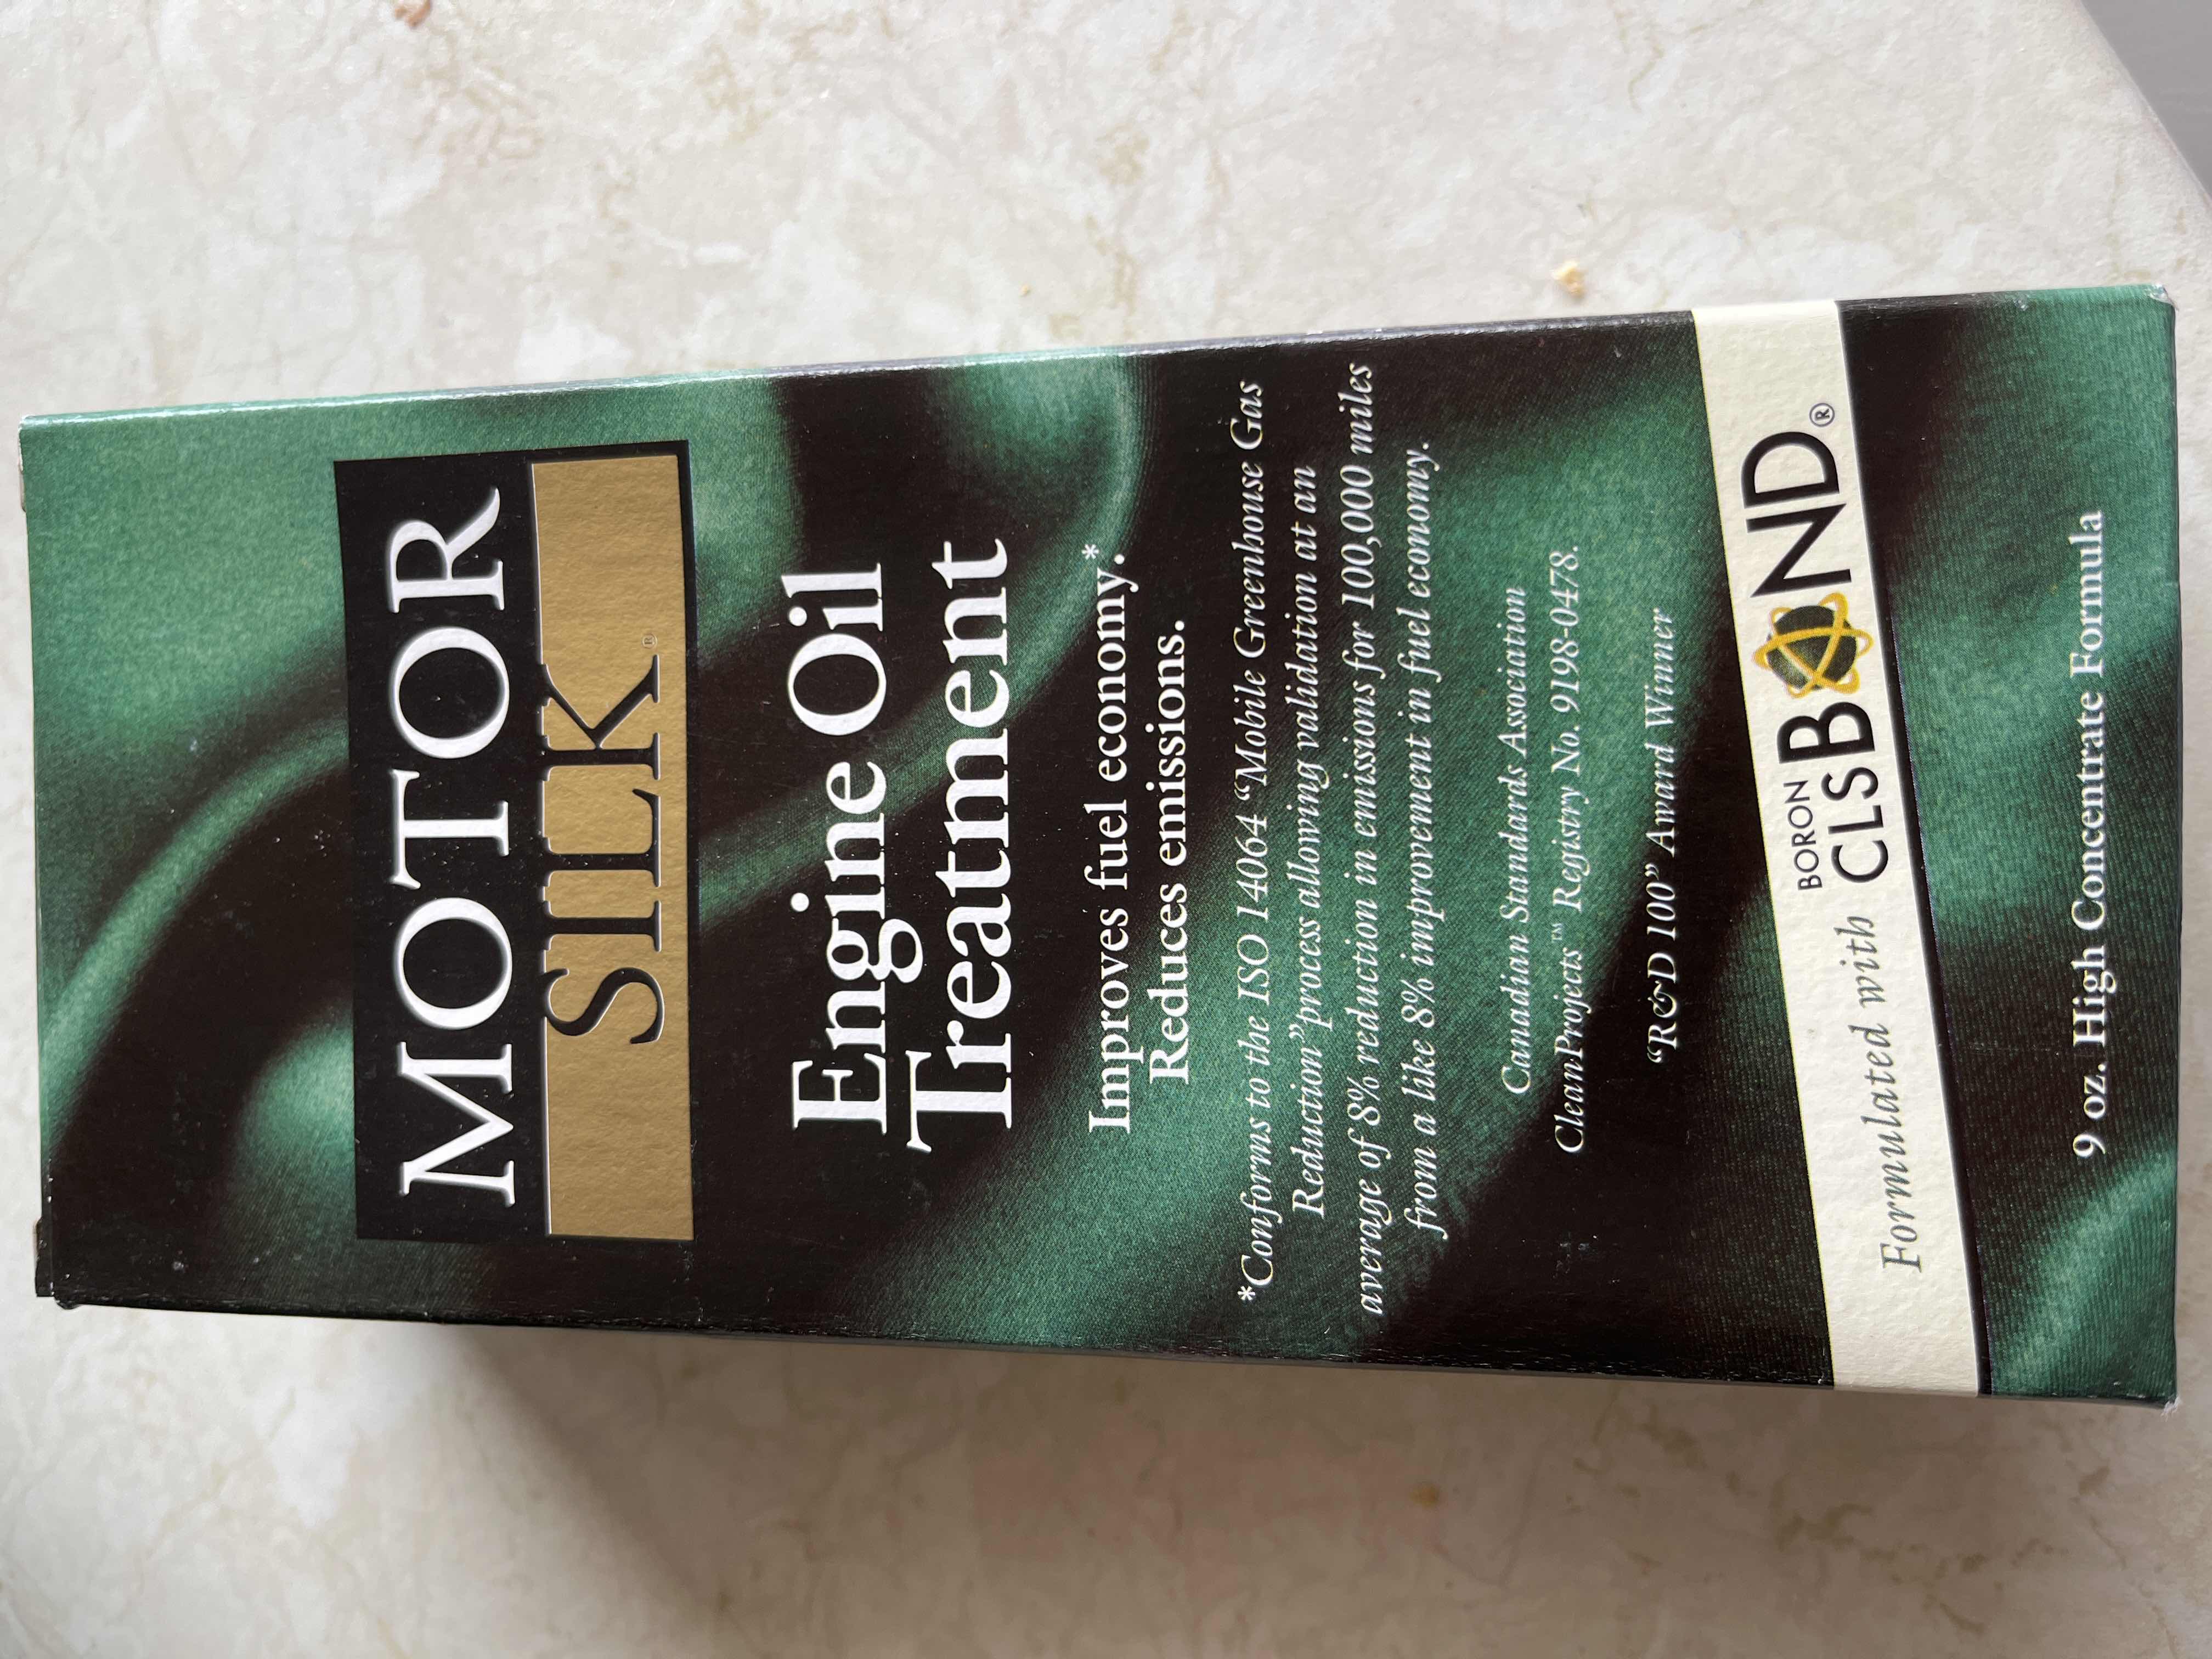 MOTOR
SILK®
Engine Oil
Treatment
Improves fuel economy.*
Reduces emissions.
*Conforms to the ISO 14064 “Mobile Greenhouse Gas
Reduction” process allowing validation at an
average of 8% reduction in emissions for 100,000 miles
from a like 8% improvement in fuel economy.
Canadian Standards Association
CleanProjects™ Registry No. 9198-0478.
“R&D 100” Award Winner
Formulated with BORON CLSBOND®
9 oz. High Concentrate Formula